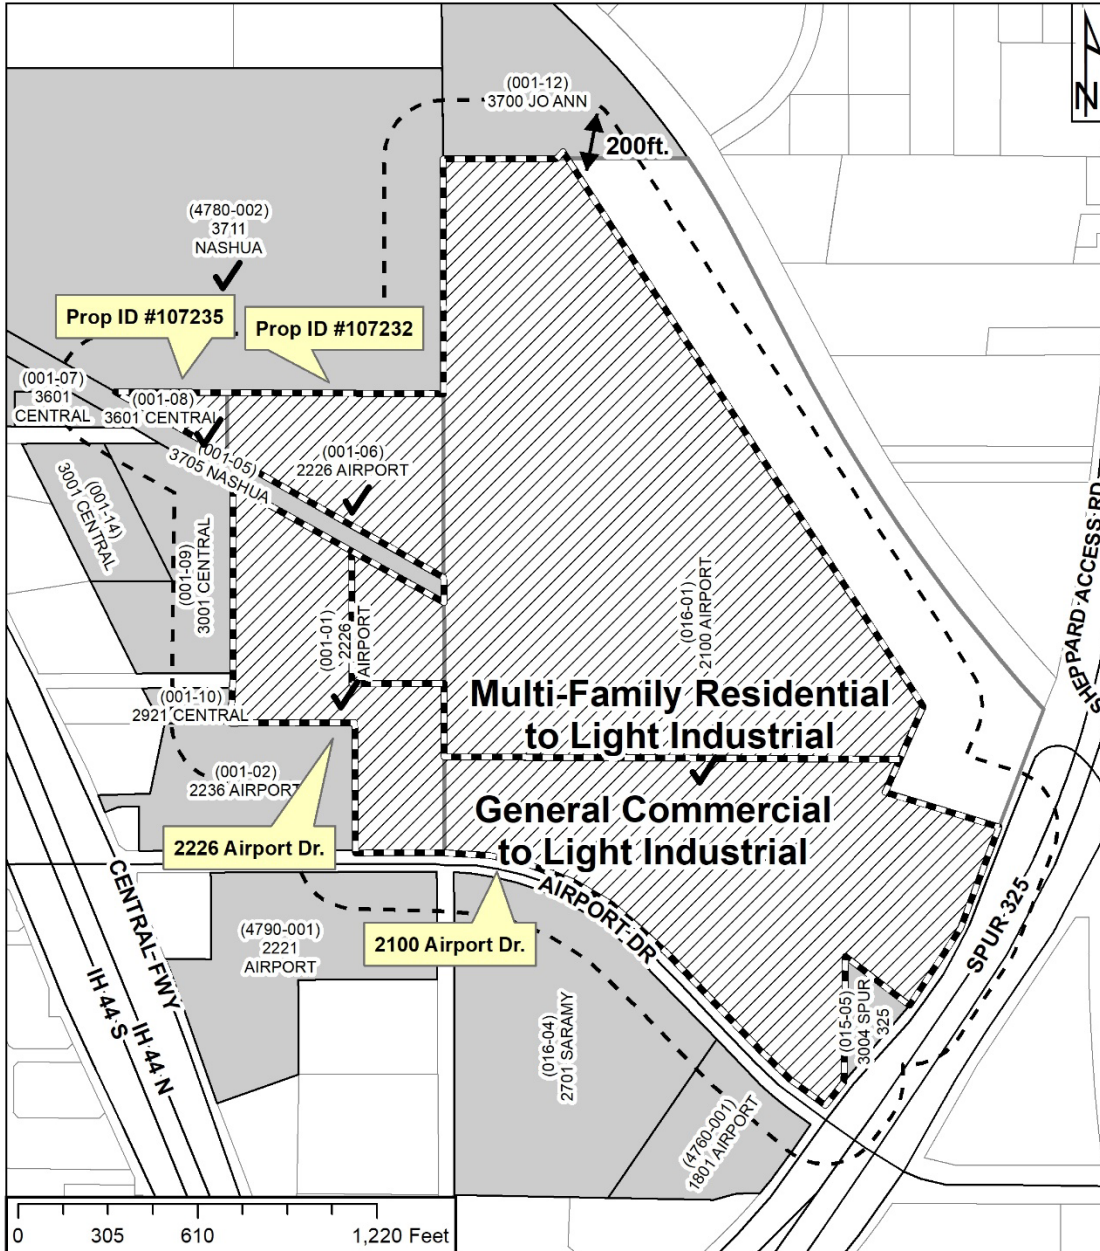 (001-12)
3700 JO ANN
N
200ft.
(4780-002)
3711
NASHUA
Prop ID #107235
Prop ID #107232
(001-07)
3601
CENTRAL
(001-08)
3601 CENTRAL
(001-05)
3705 NASHUA
(001-06)
2226 AIRPORT
(001-14)
3001 CENTRAL
(001-09)
3001 CENTRAL
(001-01)
2226
AIRPORT
(016-01)
2100 AIRPORT
SHEPPARD ACCESS RD
Multi-Family Residential
to Light Industrial
(001-10)
2921 CENTRAL
(001-02)
2236 AIRPORT
General Commercial
to Light Industrial
2226 Airport Dr.
AIRPORT DR
2100 Airport Dr.
CENTRAL FWY
IH 44 S
IH 44 N
(4790-001)
2221
AIRPORT
SPUR 325
(015-05)
3004 SPUR
325
(016-04)
2701 SARAMY
(4760-001)
1801 AIRPORT
0 305 610 1,220 Feet